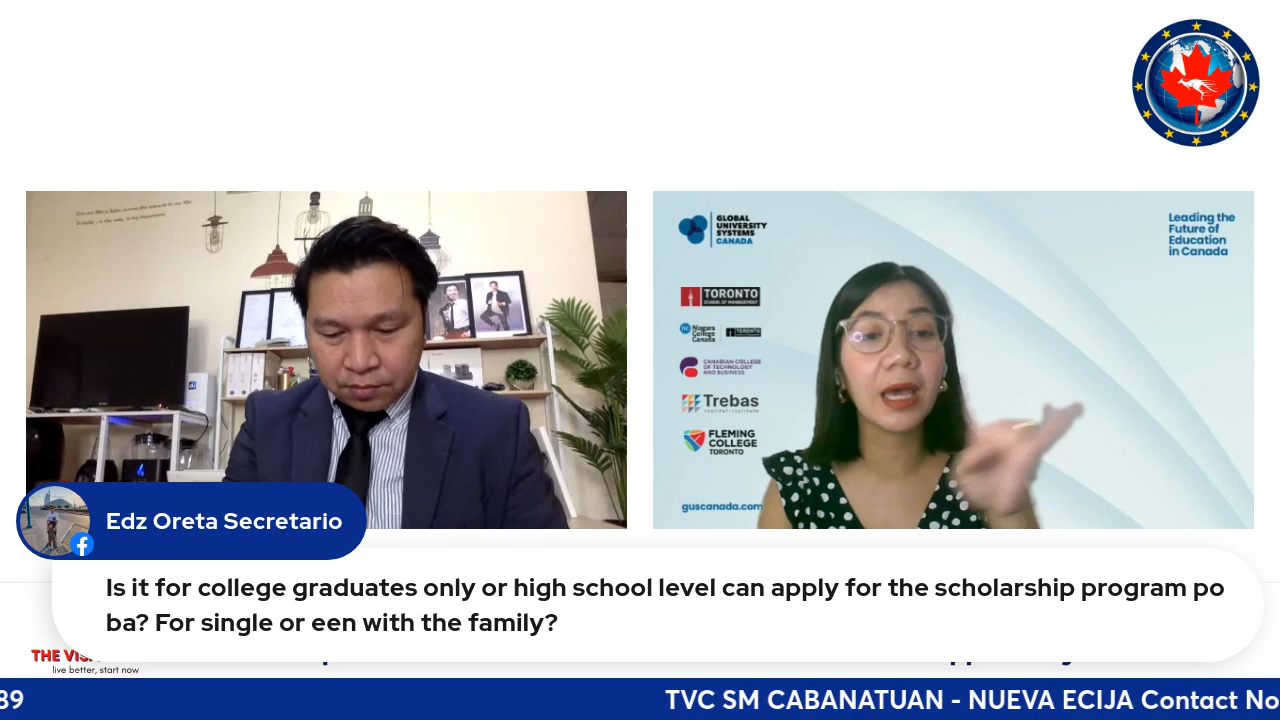 GLOBAL
UNIVERSITY
SYSTEMS
CANADA
Leading the
Future of
Education
in Canada
TORONTO
SCHOOL OF MANAGEMENT
Niagara
College
Canada
CANADIAN COLLEGE
OF TECHNOLOGY
AND BUSINESS
Trebas
FLEMING
COLLEGE
TORONTO
guscanada.com
Edz Oreta Secretario
Is it for college graduates only or high school level can apply for the scholarship program po
ba? For single or een with the family?
THE
live better, start now
89
TVC SM CABANATUAN - NUEVA ECIJA Contact No